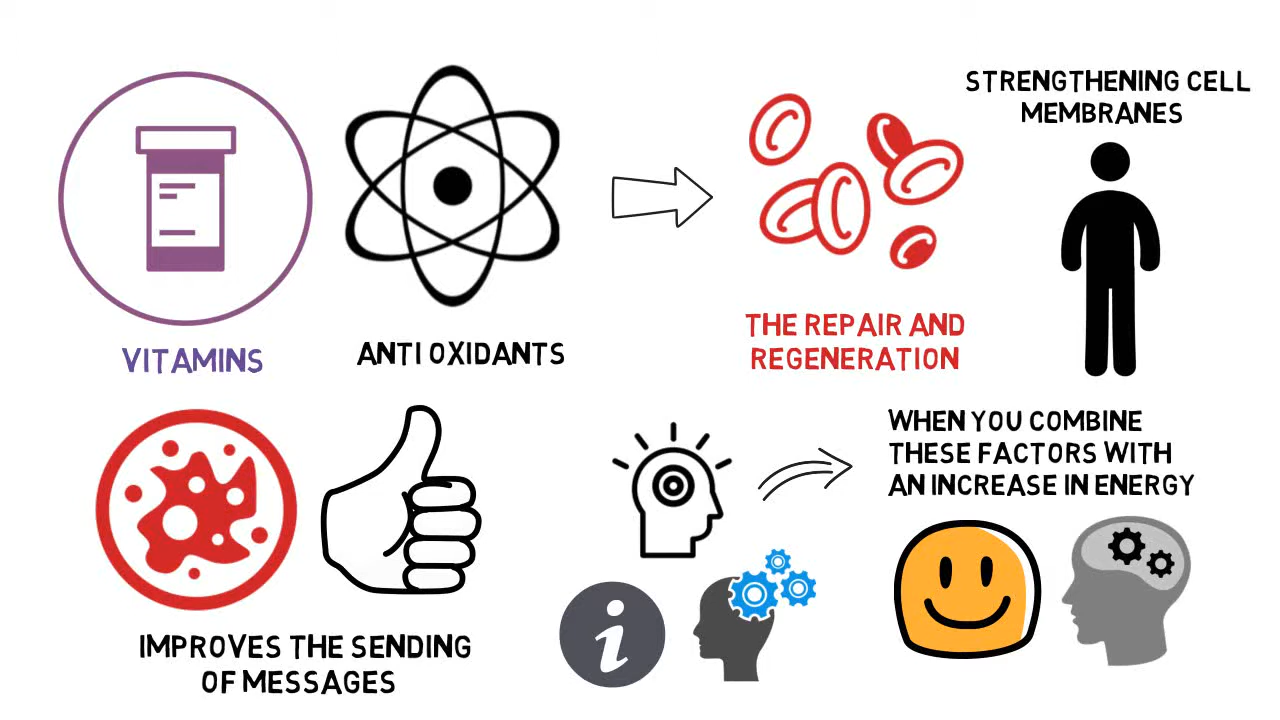 STRENGTHENING CELL
MEMBRANES
VITAMINS
ANTI OXIDANTS
THE REPAIR AND
REGENERATION
WHEN YOU COMBINE
THESE FACTORS WITH
AN INCREASE IN ENERGY
i
IMPROVES THE SENDING
OF MESSAGES